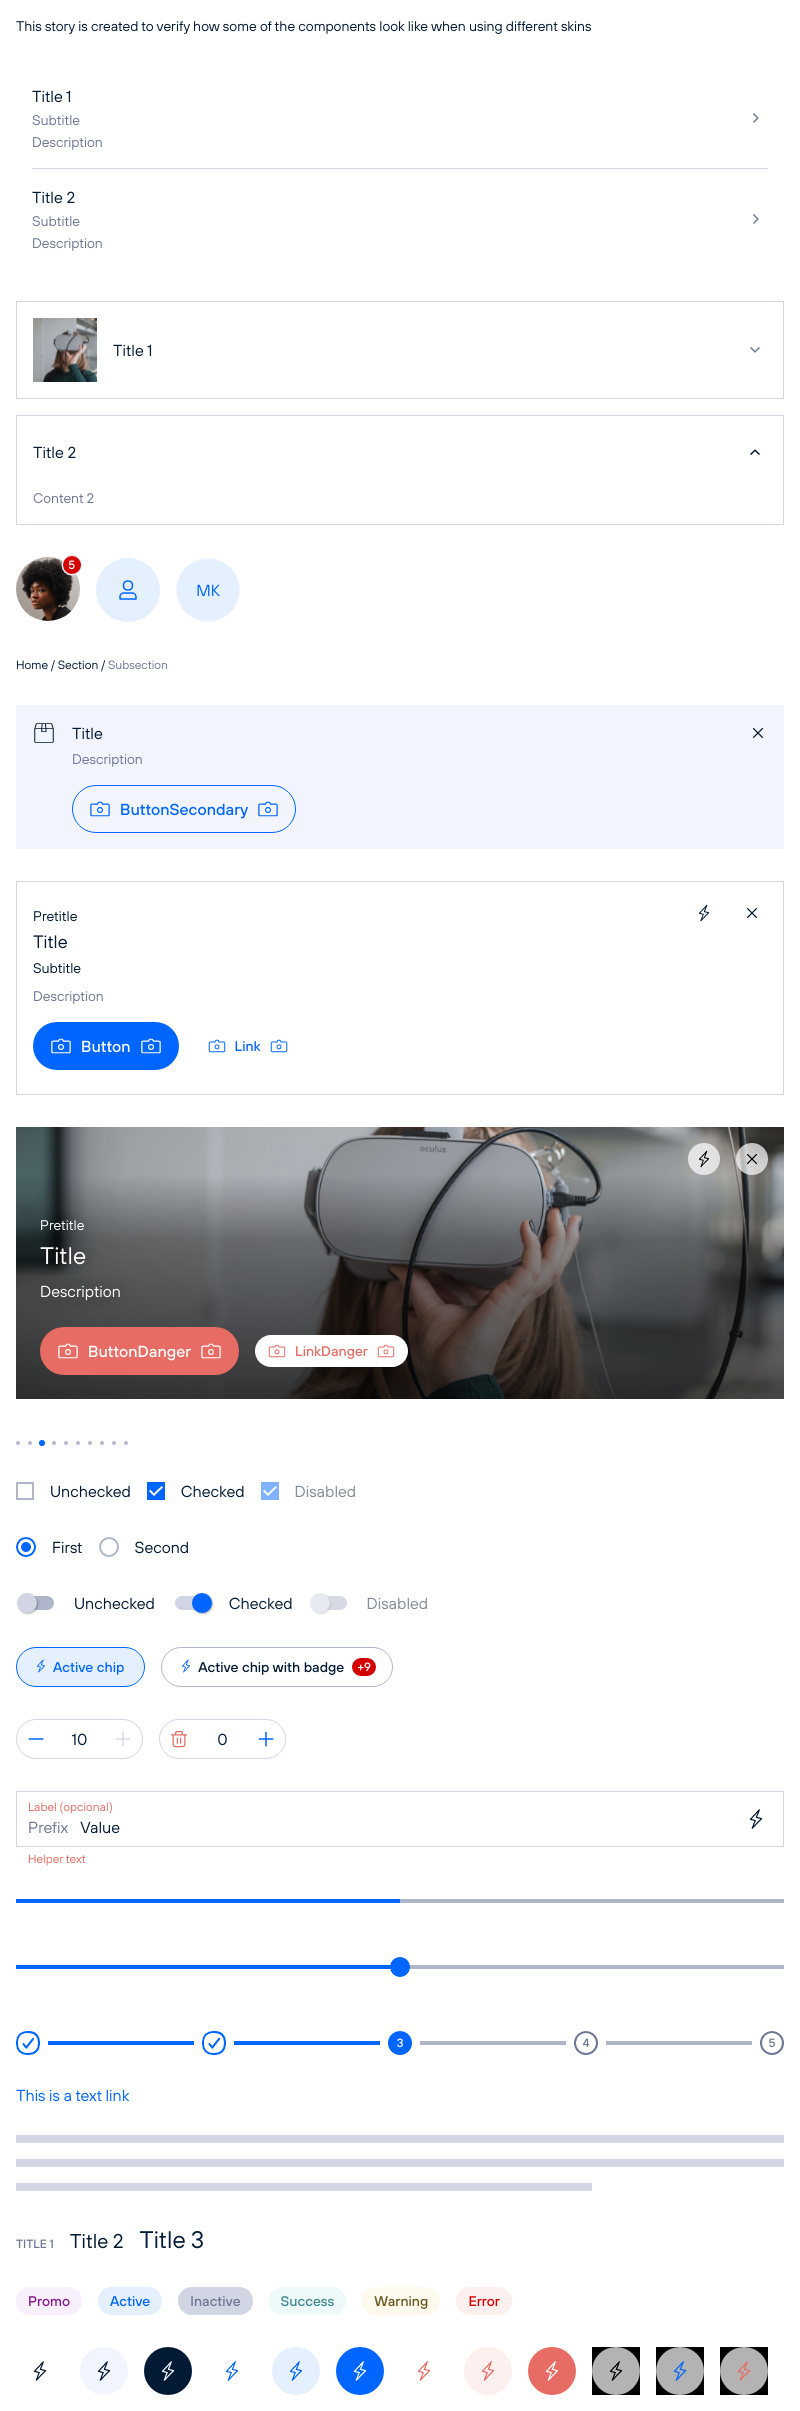 This story is created to verify how some of the components look like when using different skins
Title 1
Subtitle
Description
Title 2
Subtitle
Description
Title 1
Title 2
Content 2
5
MK
Home / Section / Subsection
Title
Description
ButtonSecondary
Pretitle
Title
Subtitle
Description
Button Link
oculus
Pretitle
Title
Description
ButtonDanger LinkDanger
Unchecked Checked Disabled
First Second
Unchecked Checked Disabled
Active chip Active chip with badge +9
10 0
Label (opcional)
Prefix Value
Helper text
3 4 5
This is a text link
TITLE 1 Title 2 Title 3
Promo Active Inactive Success Warning Error